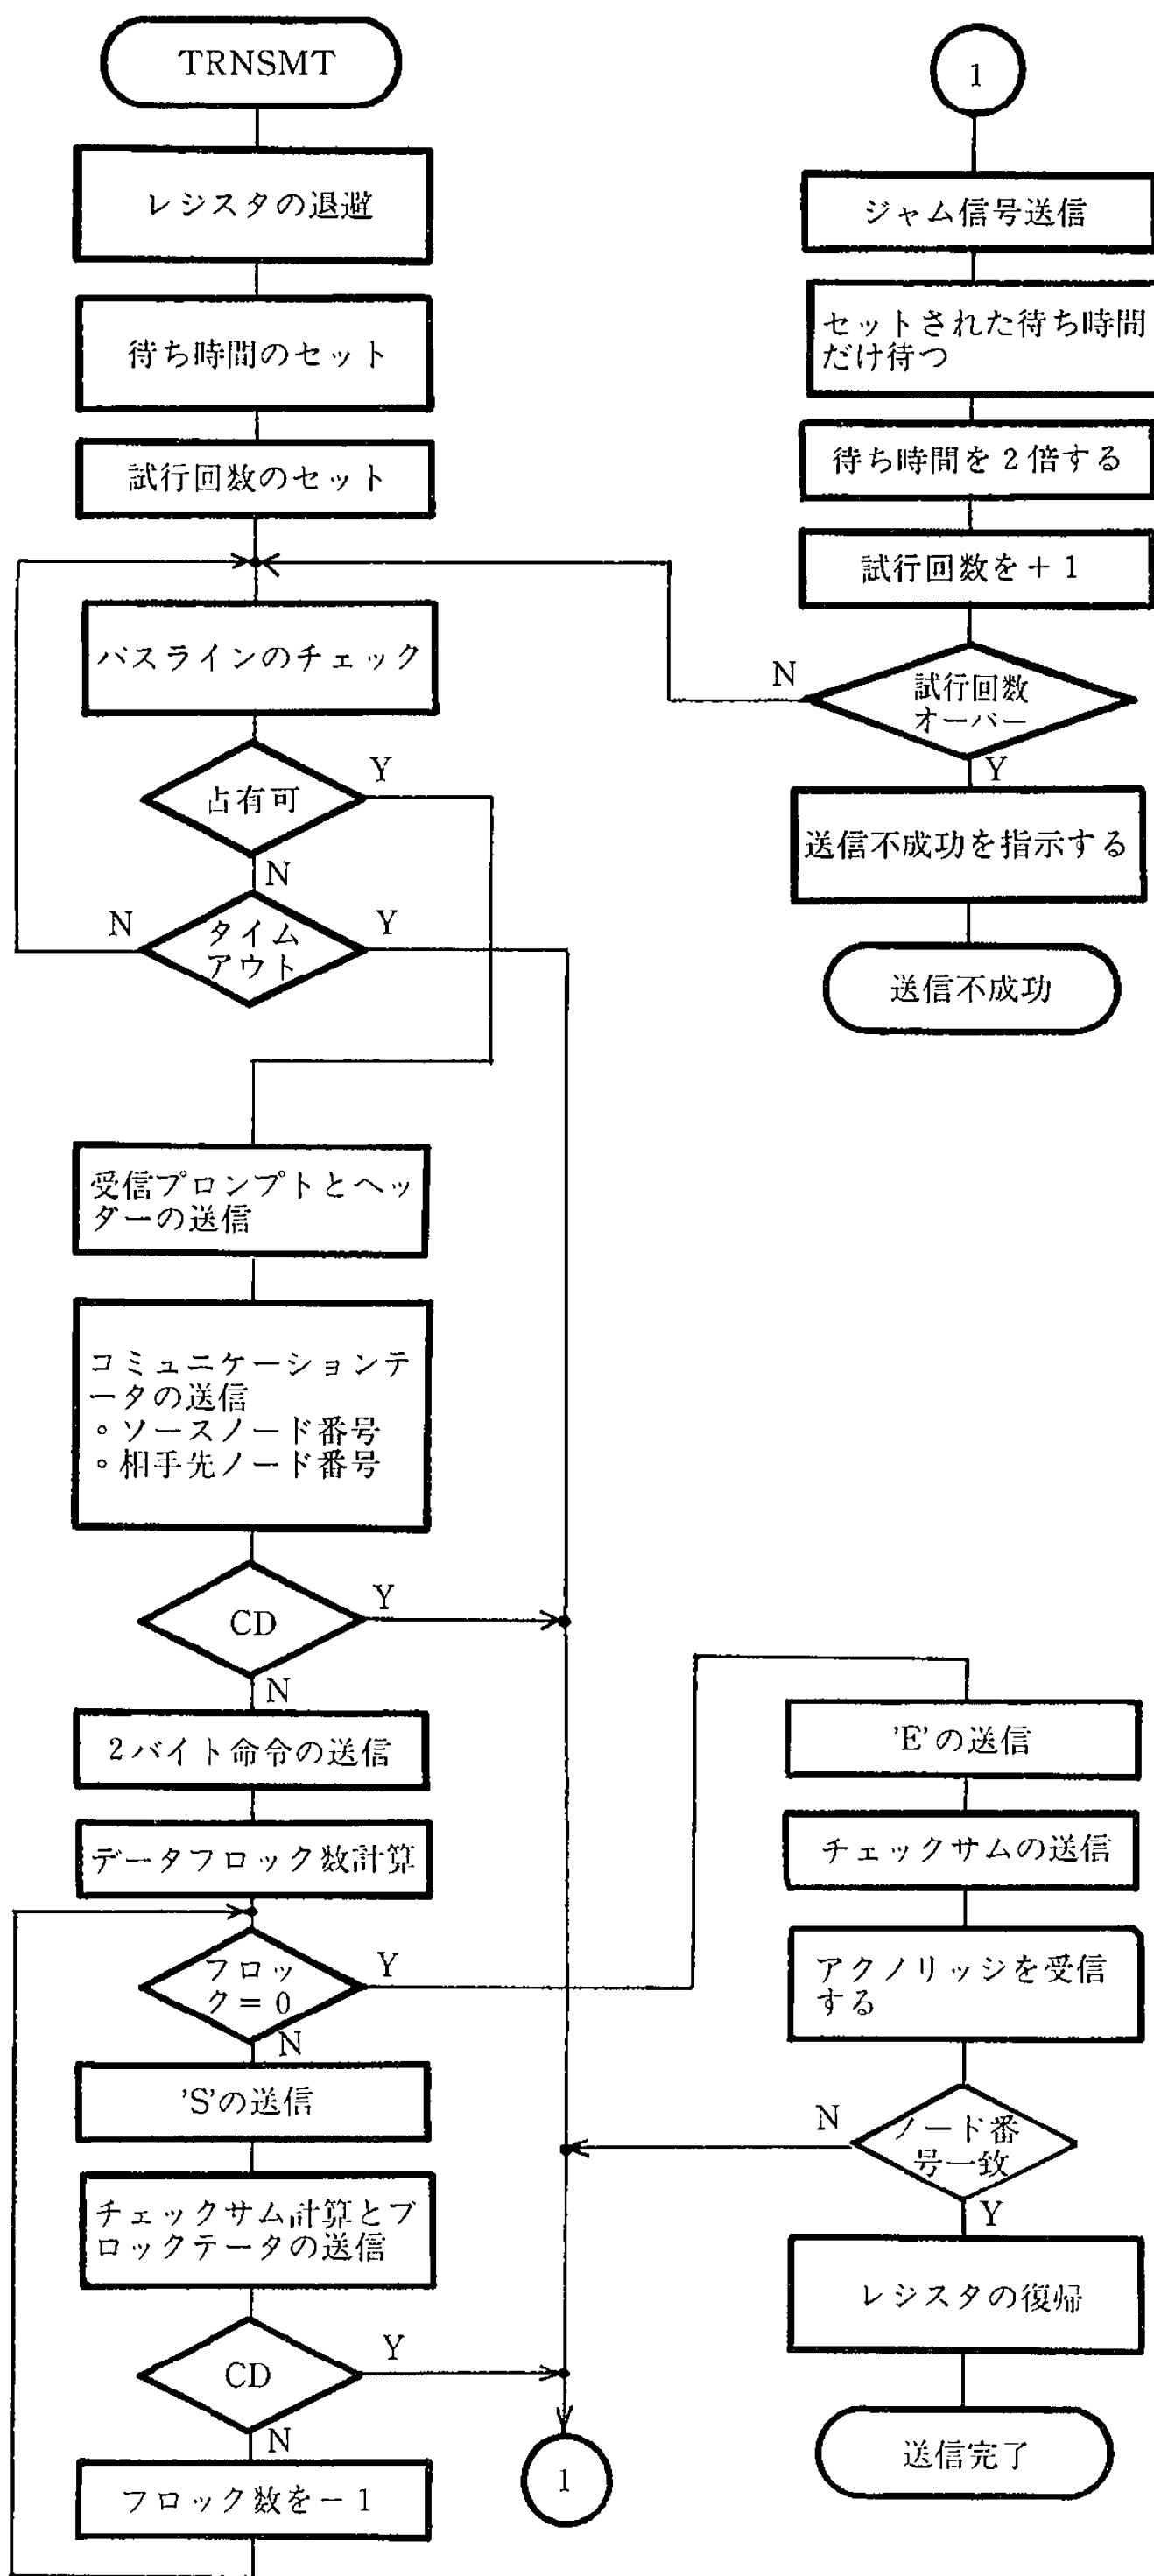 TRNSMT
レジスタの退避
待ち時間のセット
試行回数のセット
バスラインのチェック
占有可
Y
N
タイム
アウト
N
Y
受信プロンプトとヘッ
ダーの送信
コミュニケーションテ
ータの送信
∘ ソースノード番号
∘ 相手先ノード番号
CD
Y
N
2バイト命令の送信
データフロック数計算
フロッ
ク = 0
Y
N
'S'の送信
チェックサム計算とブ
ロックテータの送信
CD
Y
N
フロック数を − 1
1
1
ジャム信号送信
セットされた待ち時間
だけ待つ
待ち時間を 2 倍する
試行回数を + 1
試行回数
オーバー
N
Y
送信不成功を指示する
送信不成功
'E'の送信
チェックサムの送信
アクノリッジを受信
する
ノード番
号一致
N
Y
レジスタの復帰
送信完了